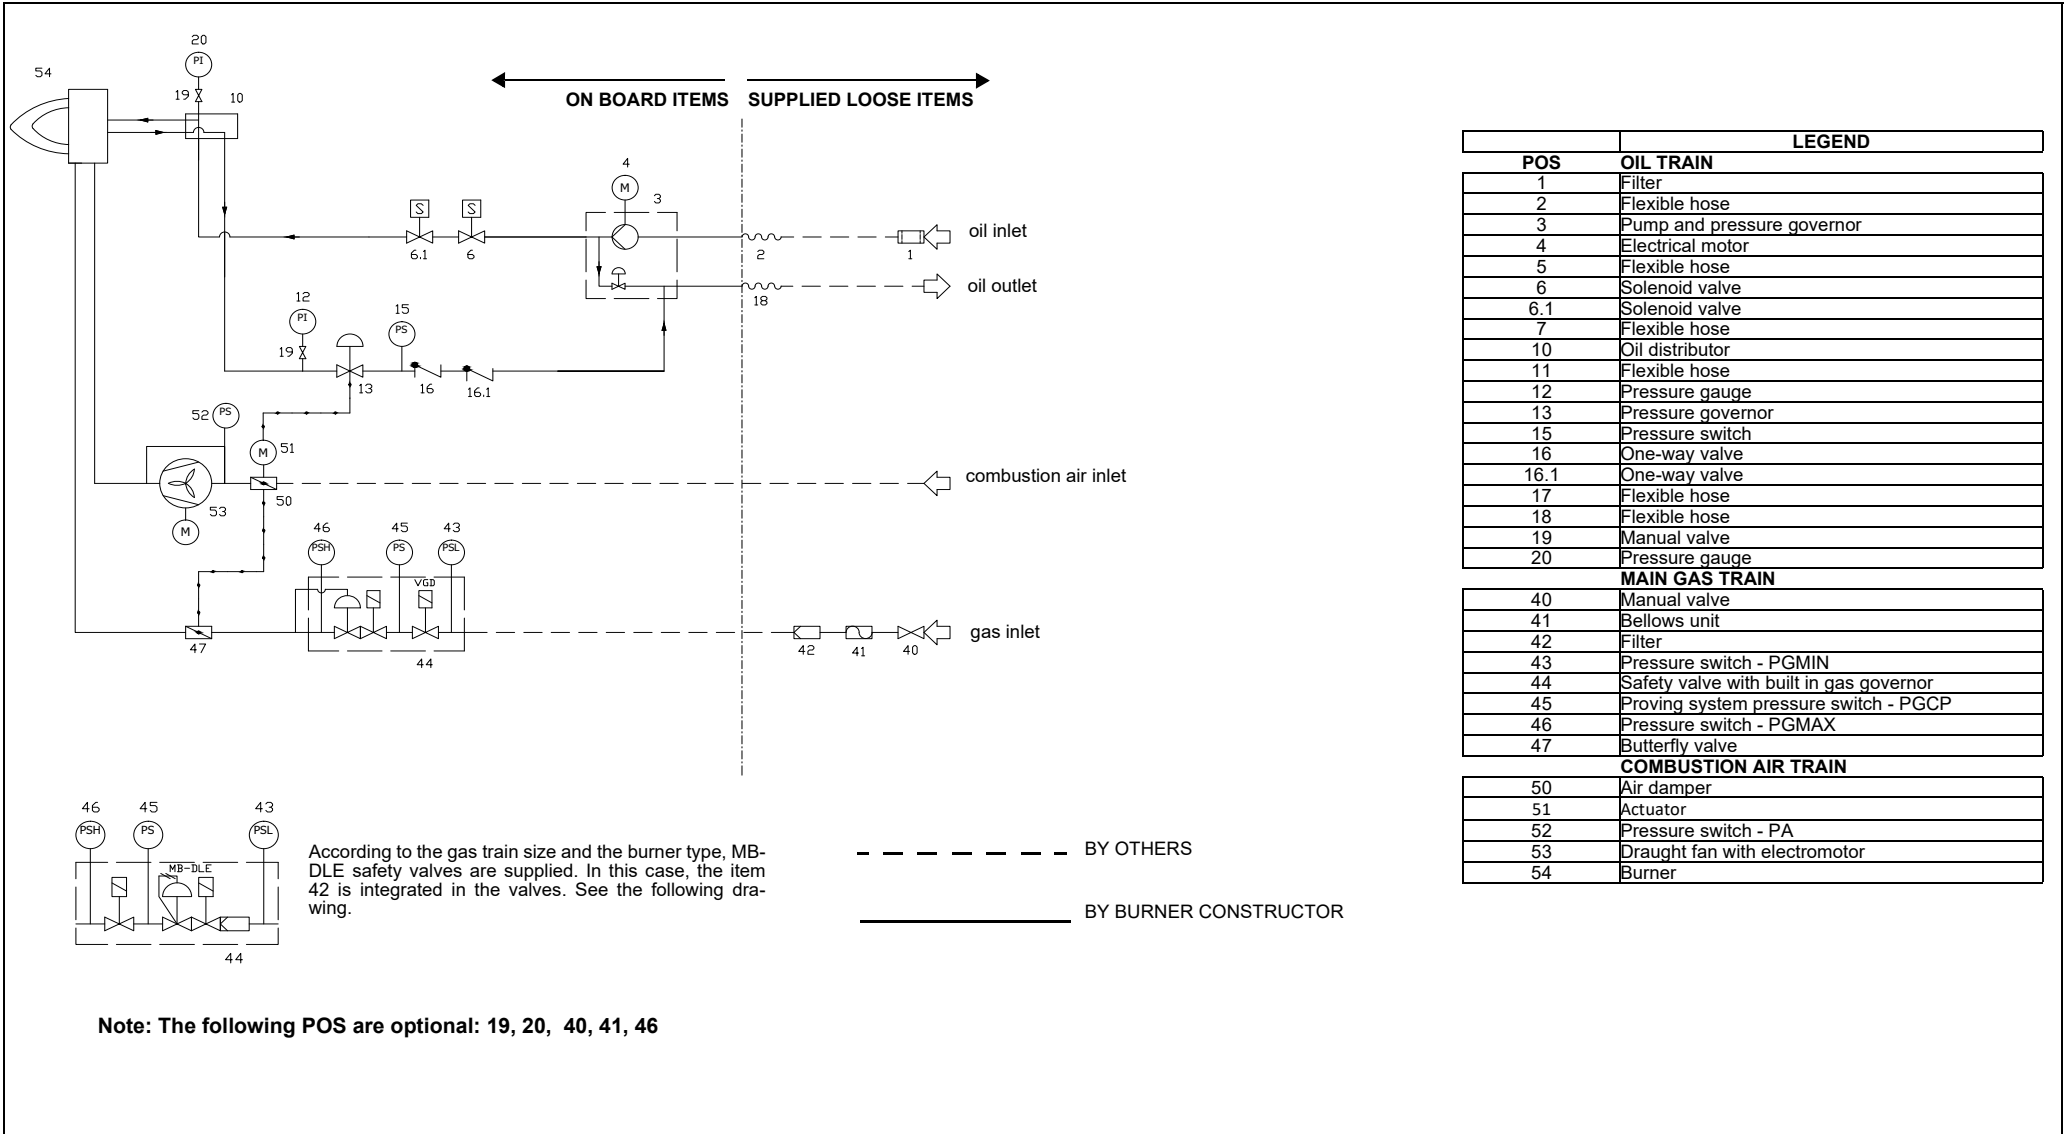 20
PI
54
19
10
ON BOARD ITEMS
SUPPLIED LOOSE ITEMS
4
M
3
S
S
oil inlet
6.1
6
2
1
oil outlet
18
12
PI
15
PS
19
13
16
16.1
52
PS
51
M
combustion air inlet
50
53
M
46
45
43
PSH
PS
PSL
VGD
gas inlet
47
44
42
41
40
46
45
43
PSH
PS
PSL
MB-DLE
44
According to the gas train size and the burner type, MB-
DLE safety valves are supplied. In this case, the item
42 is integrated in the valves. See the following dra-
wing.
BY OTHERS
BY BURNER CONSTRUCTOR
Note: The following POS are optional: 19, 20, 40, 41, 46
LEGEND
POS OIL TRAIN
1 Filter
2 Flexible hose
3 Pump and pressure governor
4 Electrical motor
5 Flexible hose
6 Solenoid valve
6.1 Solenoid valve
7 Flexible hose
10 Oil distributor
11 Flexible hose
12 Pressure gauge
13 Pressure governor
15 Pressure switch
16 One-way valve
16.1 One-way valve
17 Flexible hose
18 Flexible hose
19 Manual valve
20 Pressure gauge
MAIN GAS TRAIN
40 Manual valve
41 Bellows unit
42 Filter
43 Pressure switch - PGMIN
44 Safety valve with built in gas governor
45 Proving system pressure switch - PGCP
46 Pressure switch - PGMAX
47 Butterfly valve
COMBUSTION AIR TRAIN
50 Air damper
51 Actuator
52 Pressure switch - PA
53 Draught fan with electromotor
54 Burner